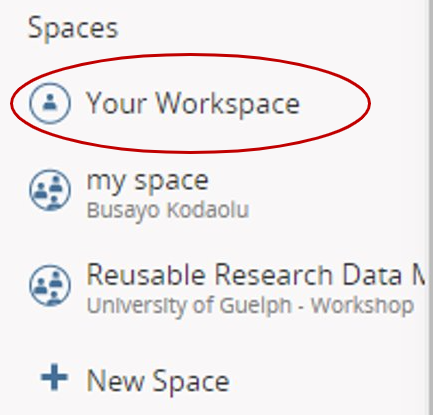 Spaces
Your Workspace
my space
Busayo Kodaolu
Reusable Research Data
University of Guelph - Workshop
New Space